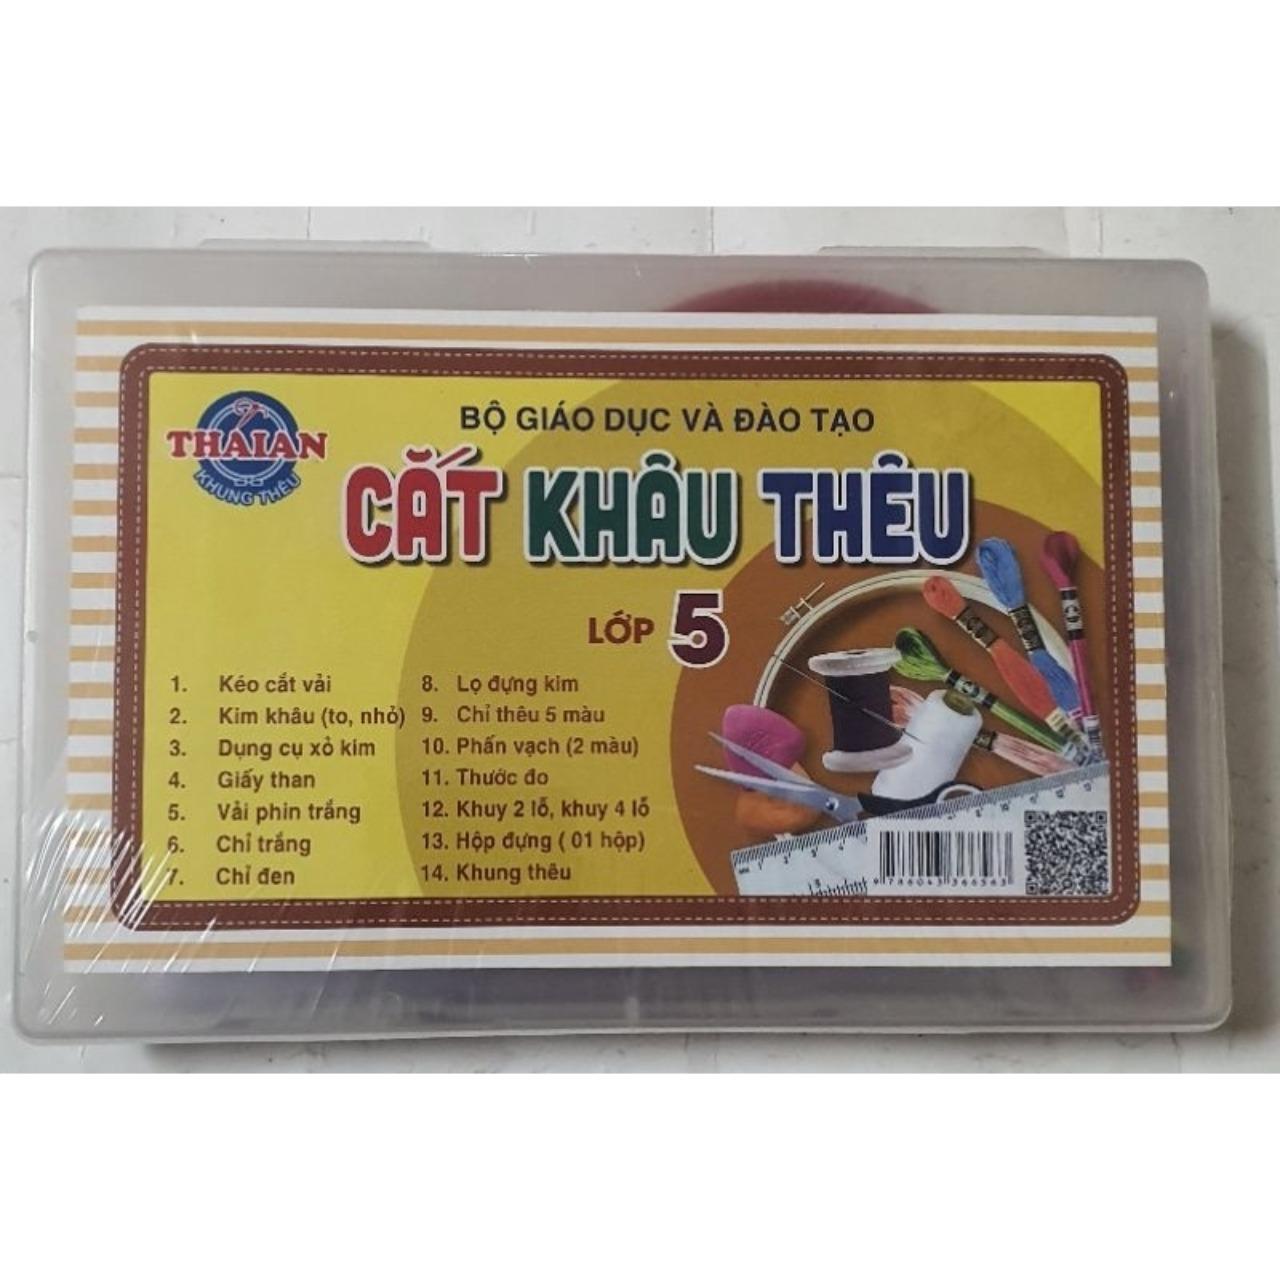 THAIAN
KHUNG THÊU
BỘ GIÁO DỤC VÀ ĐÀO TẠO
CẮT KHÂU THÊU
LỚP 5
1. Kéo cắt vải
2. Kim khâu (to, nhỏ)
3. Dụng cụ xỏ kim
4. Giấy than
5. Vải phin trắng
6. Chỉ trắng
7. Chỉ đen
8. Lọ đựng kim
9. Chỉ thêu 5 màu
10. Phấn vạch (2 màu)
11. Thước đo
12. Khuy 2 lỗ, khuy 4 lỗ
13. Hộp đựng ( 01 hộp)
14. Khung thêu
9 786043 366563